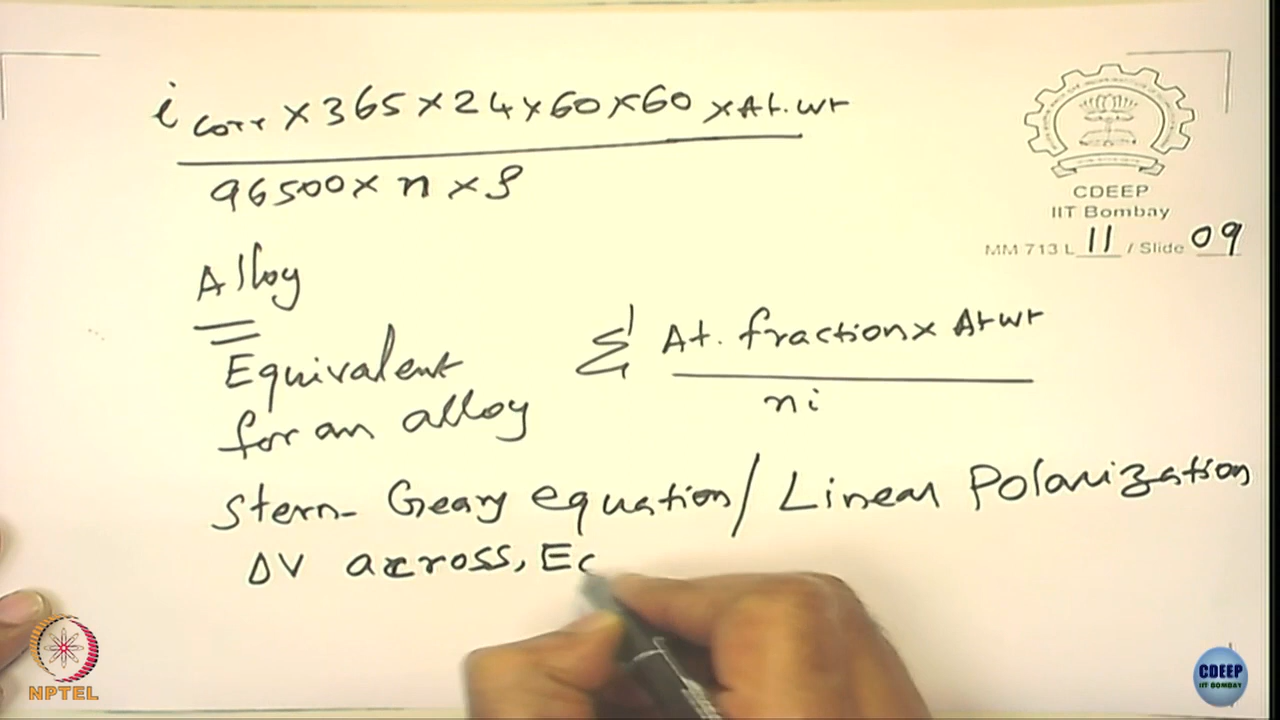 i corr × 365 × 24 × 60 × 60 × At. wt
96500 × n × ρ
CDEEP
IIT Bombay
MM 713 L 11 / Slide 09
Alloy
Equivalent
for an alloy
Σ At. fraction × At wt
ni
Stern-Geary equation / Linear Polarization
ΔV across, Ec
NPTEL
CDEEP
IIT BOMBAY